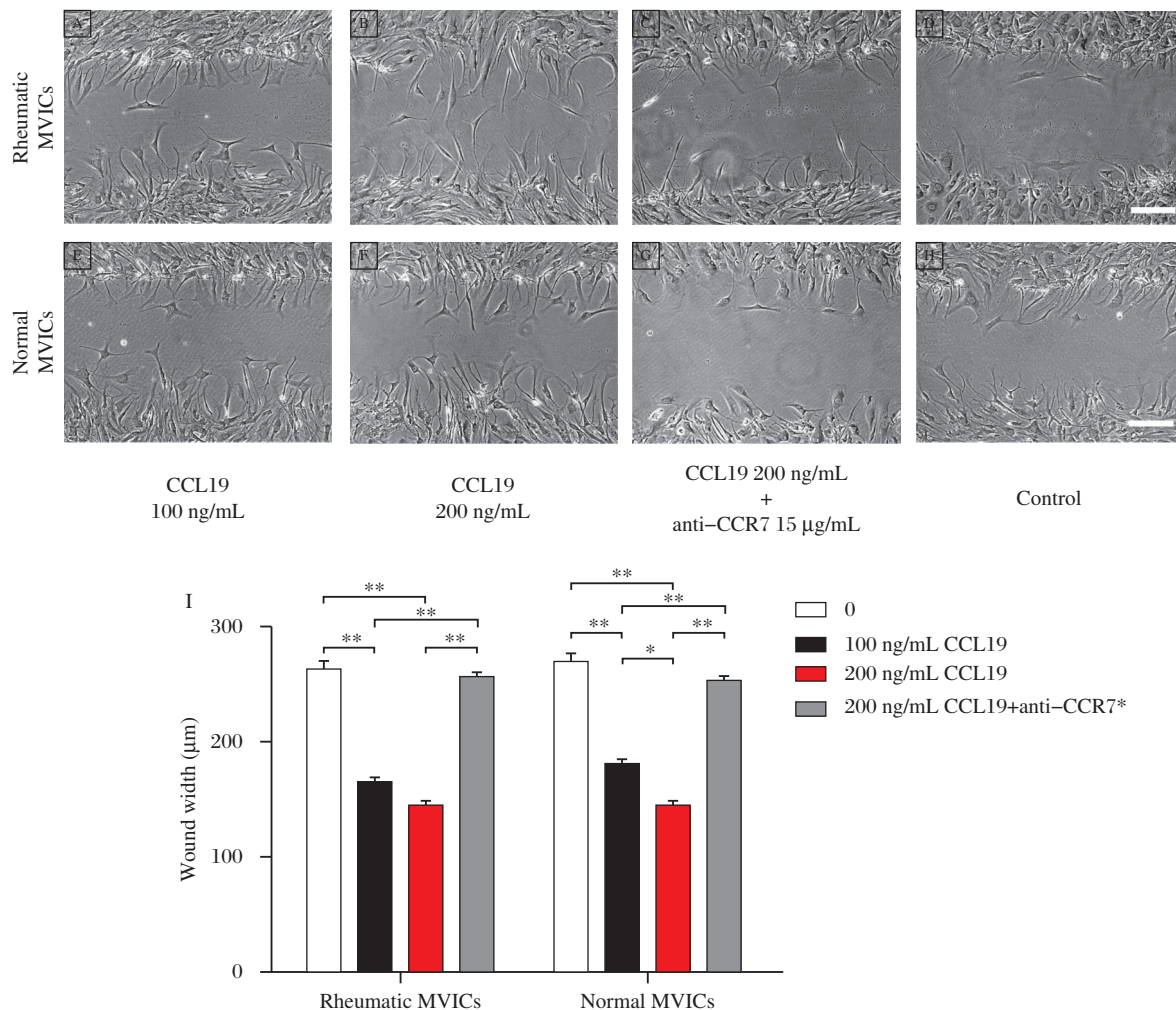 A
B
C
D
Rheumatic
MVICs
E
F
G
H
Normal
MVICs
CCL19
100 ng/mL
CCL19
200 ng/mL
CCL19 200 ng/mL
+
anti−CCR7 15 μg/mL
Control
I
**
**
**
**
**
**
**
*
**
300
200
100
0
Wound width (μm)
Rheumatic MVICs
Normal MVICs
0
100 ng/mL CCL19
200 ng/mL CCL19
200 ng/mL CCL19+anti−CCR7*